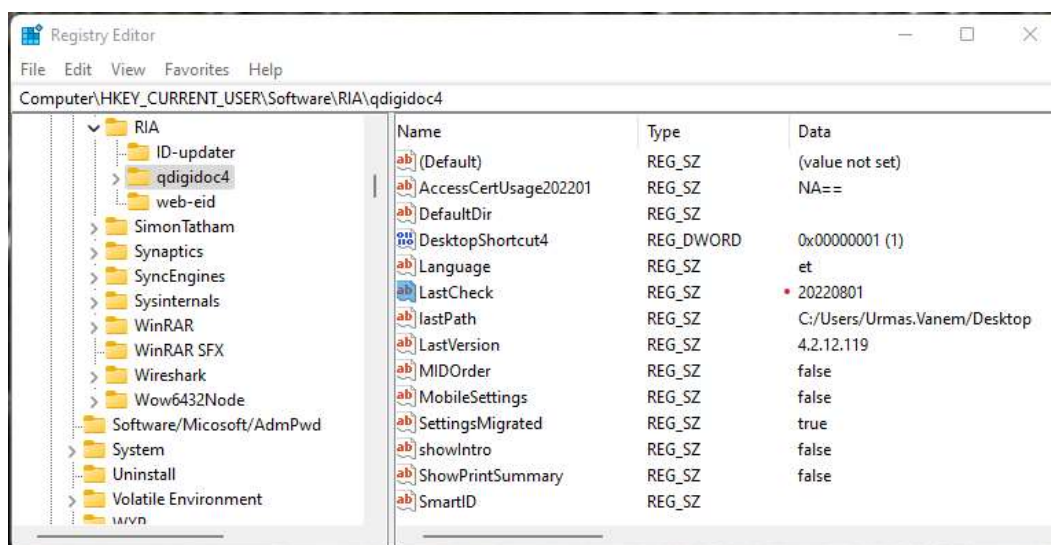 Registry Editor
File Edit View Favorites Help
Computer\HKEY_CURRENT_USER\Software\RIA\qdigidoc4
RIA
ID-updater
qdigidoc4
web-eid
SimonTatham
Synaptics
SyncEngines
Sysinternals
WinRAR
WinRAR SFX
Wireshark
Wow6432Node
Software/Micosoft/AdmPwd
System
Uninstall
Volatile Environment
Name Type Data
(Default) REG_SZ (value not set)
AccessCertUsage202201 REG_SZ NA==
DefaultDir REG_SZ
DesktopShortcut4 REG_DWORD 0x00000001 (1)
Language REG_SZ et
LastCheck REG_SZ 20220801
lastPath REG_SZ C:/Users/Urmas.Vanem/Desktop
LastVersion REG_SZ 4.2.12.119
MIDOrder REG_SZ false
MobileSettings REG_SZ false
SettingsMigrated REG_SZ true
showIntro REG_SZ false
ShowPrintSummary REG_SZ false
SmartID REG_SZ